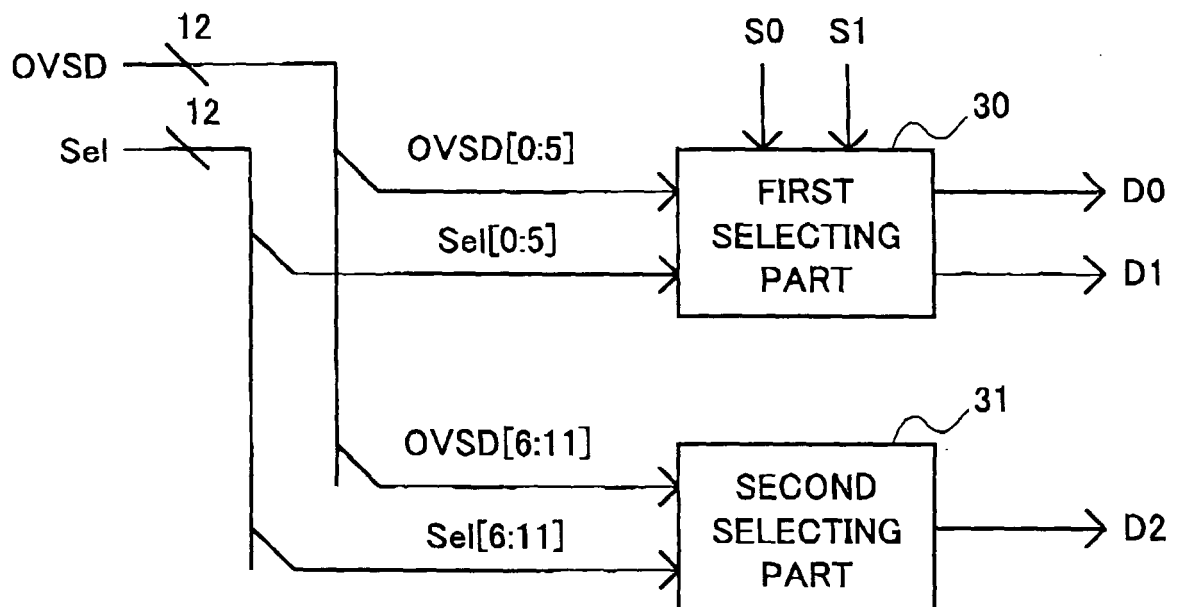 12
S0 S1
OVSD
12
30
Sel
OVSD[0:5]
FIRST
SELECTING
PART
D0
Sel[0:5]
D1
31
OVSD[6:11]
SECOND
SELECTING
PART
Sel[6:11]
D2